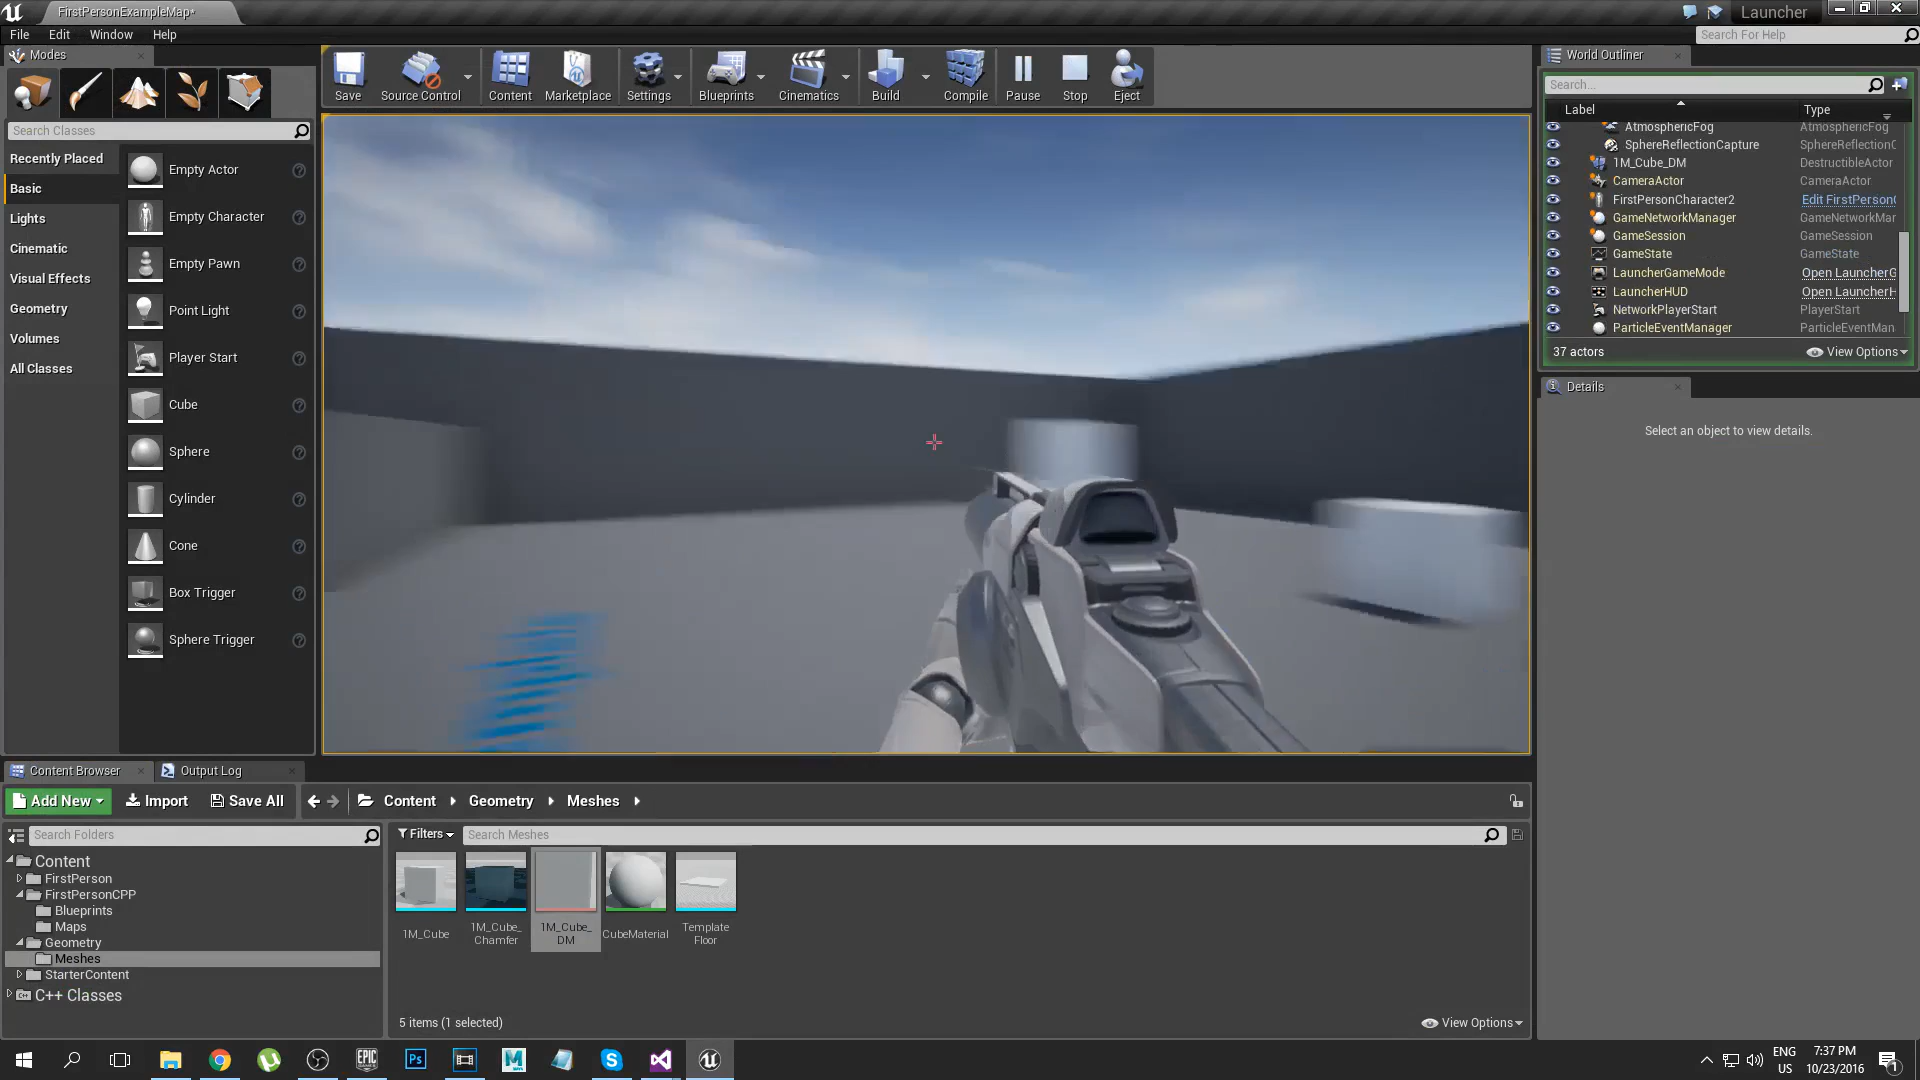 FirstPersonExampleMap*
Launcher
File Edit Window Help
Search For Help
Modes
Save
Source Control
Content
Marketplace
Settings
Blueprints
Cinematics
Build
Compile
Pause
Stop
Eject
World Outliner
Search...
Label Type
AtmosphericFog AtmosphericFog
SphereReflectionCapture SphereReflectionC
1M_Cube_DM DestructibleActor
CameraActor CameraActor
FirstPersonCharacter2 Edit FirstPersonC
GameNetworkManager GameNetworkMar
GameSession GameSession
GameState GameState
LauncherGameMode Open LauncherG
LauncherHUD Open LauncherH
NetworkPlayerStart PlayerStart
ParticleEventManager ParticleEventMan
37 actors
View Options
Details
Select an object to view details.
Search Classes
Recently Placed
Basic
Lights
Cinematic
Visual Effects
Geometry
Volumes
All Classes
Empty Actor
Empty Character
Empty Pawn
Point Light
Player Start
Cube
Sphere
Cylinder
Cone
Box Trigger
Sphere Trigger
Content Browser
Output Log
Add New
Import
Save All
Content
Geometry
Meshes
Search Folders
Content
FirstPerson
FirstPersonCPP
Blueprints
Maps
Geometry
Meshes
StarterContent
C++ Classes
Filters
Search Meshes
1M_Cube
1M_Cube_
Chamfer
1M_Cube_
DM
CubeMaterial
Template
Floor
5 items (1 selected)
View Options
EPIC
Ps
ENG
US
7:37 PM
10/23/2016
1